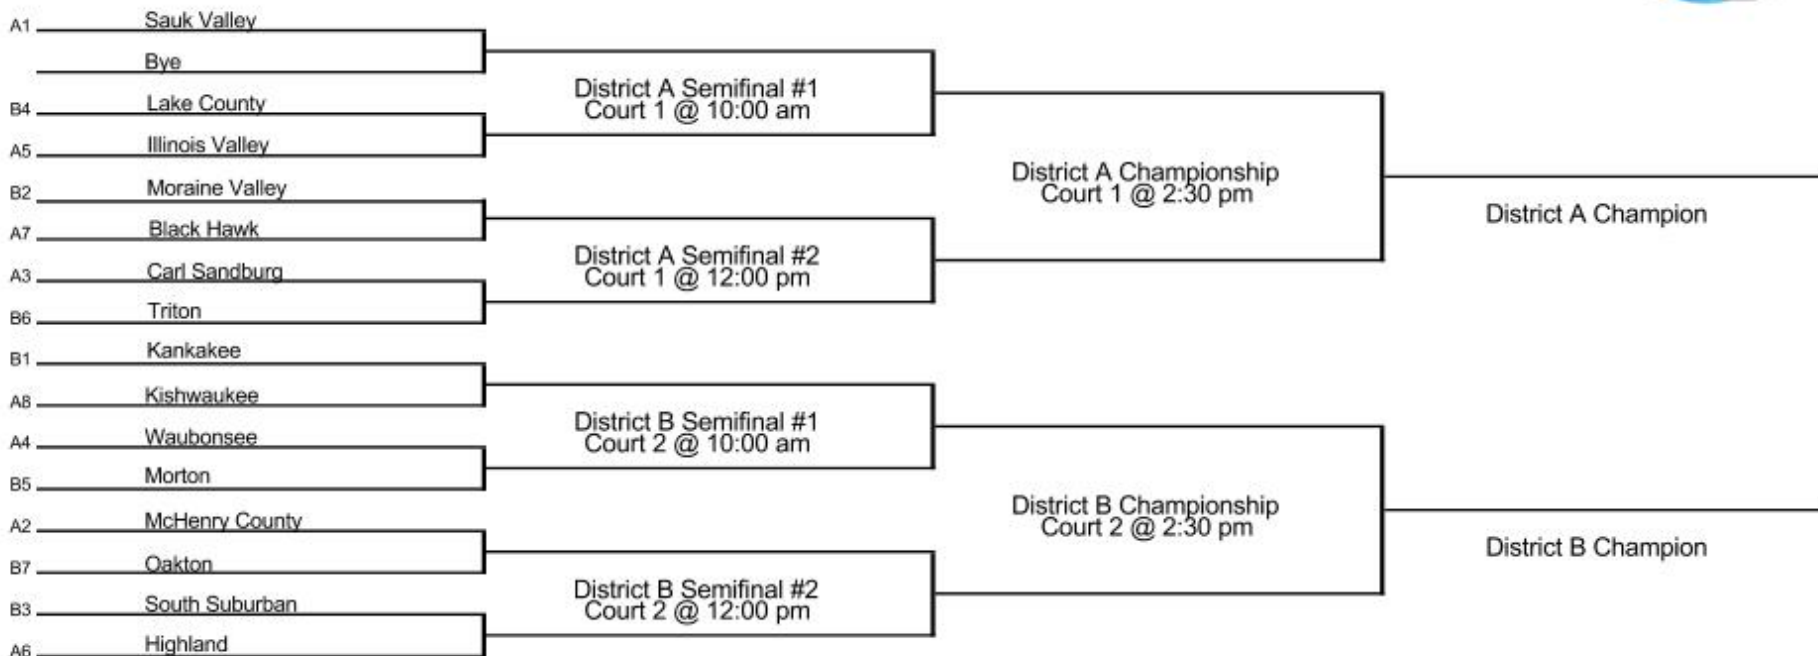 A1 Sauk Valley
Bye
B4 Lake County
A5 Illinois Valley
B2 Moraine Valley
A7 Black Hawk
A3 Carl Sandburg
B6 Triton
B1 Kankakee
A8 Kishwaukee
A4 Waubonsee
B5 Morton
A2 McHenry County
B7 Oakton
B3 South Suburban
A6 Highland
District A Semifinal #1
Court 1 @ 10:00 am
District A Semifinal #2
Court 1 @ 12:00 pm
District B Semifinal #1
Court 2 @ 10:00 am
District B Semifinal #2
Court 2 @ 12:00 pm
District A Championship
Court 1 @ 2:30 pm
District B Championship
Court 2 @ 2:30 pm
District A Champion
District B Champion